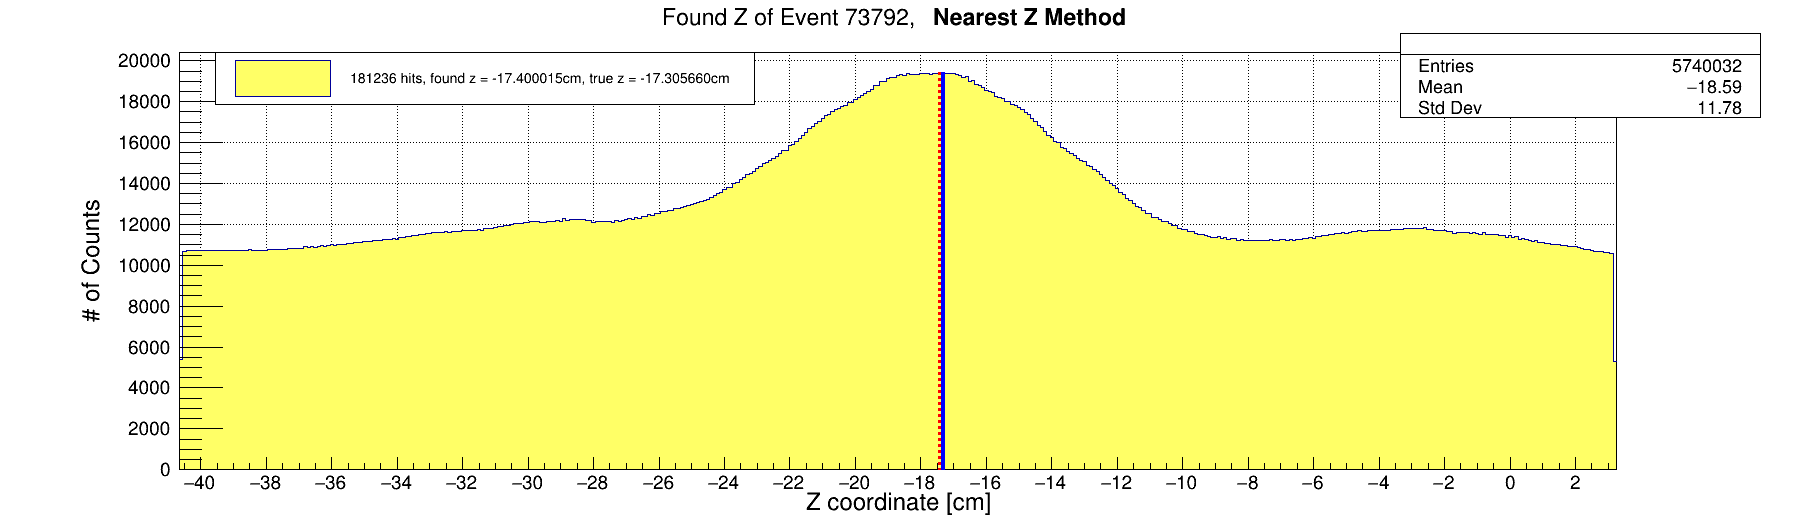 Found Z of Event 73792, Nearest Z Method
181236 hits, found z = -17.400015cm, true z = -17.305660cm
Entries 5740032
Mean −18.59
Std Dev 11.78
# of Counts
20000
18000
16000
14000
12000
10000
8000
6000
4000
2000
0
−40 −38 −36 −34 −32 −30 −28 −26 −24 −22 −20 −18 −16 −14 −12 −10 −8 −6 −4 −2 0 2
Z coordinate [cm]